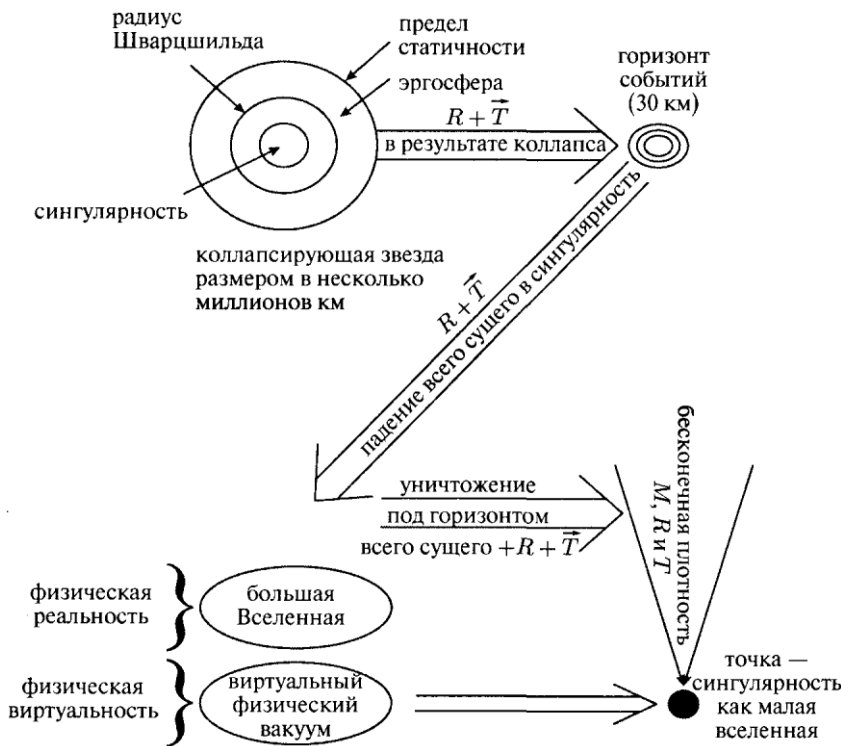 радиус
Шварцшильда
предел
статичности
эргосфера
горизонт
событий
(30 км)
R + T⃗
в результате коллапса
сингулярность
коллапсирующая звезда
размером в несколько
миллионов км
R + T⃗
падение всего сущего в сингулярность
уничтожение
под горизонтом
всего сущего +R + T⃗
бесконечная плотность
M, R и T
физическая
реальность
большая
Вселенная
физическая
виртуальность
виртуальный
физический
вакуум
точка —
сингулярность
как малая
вселенная